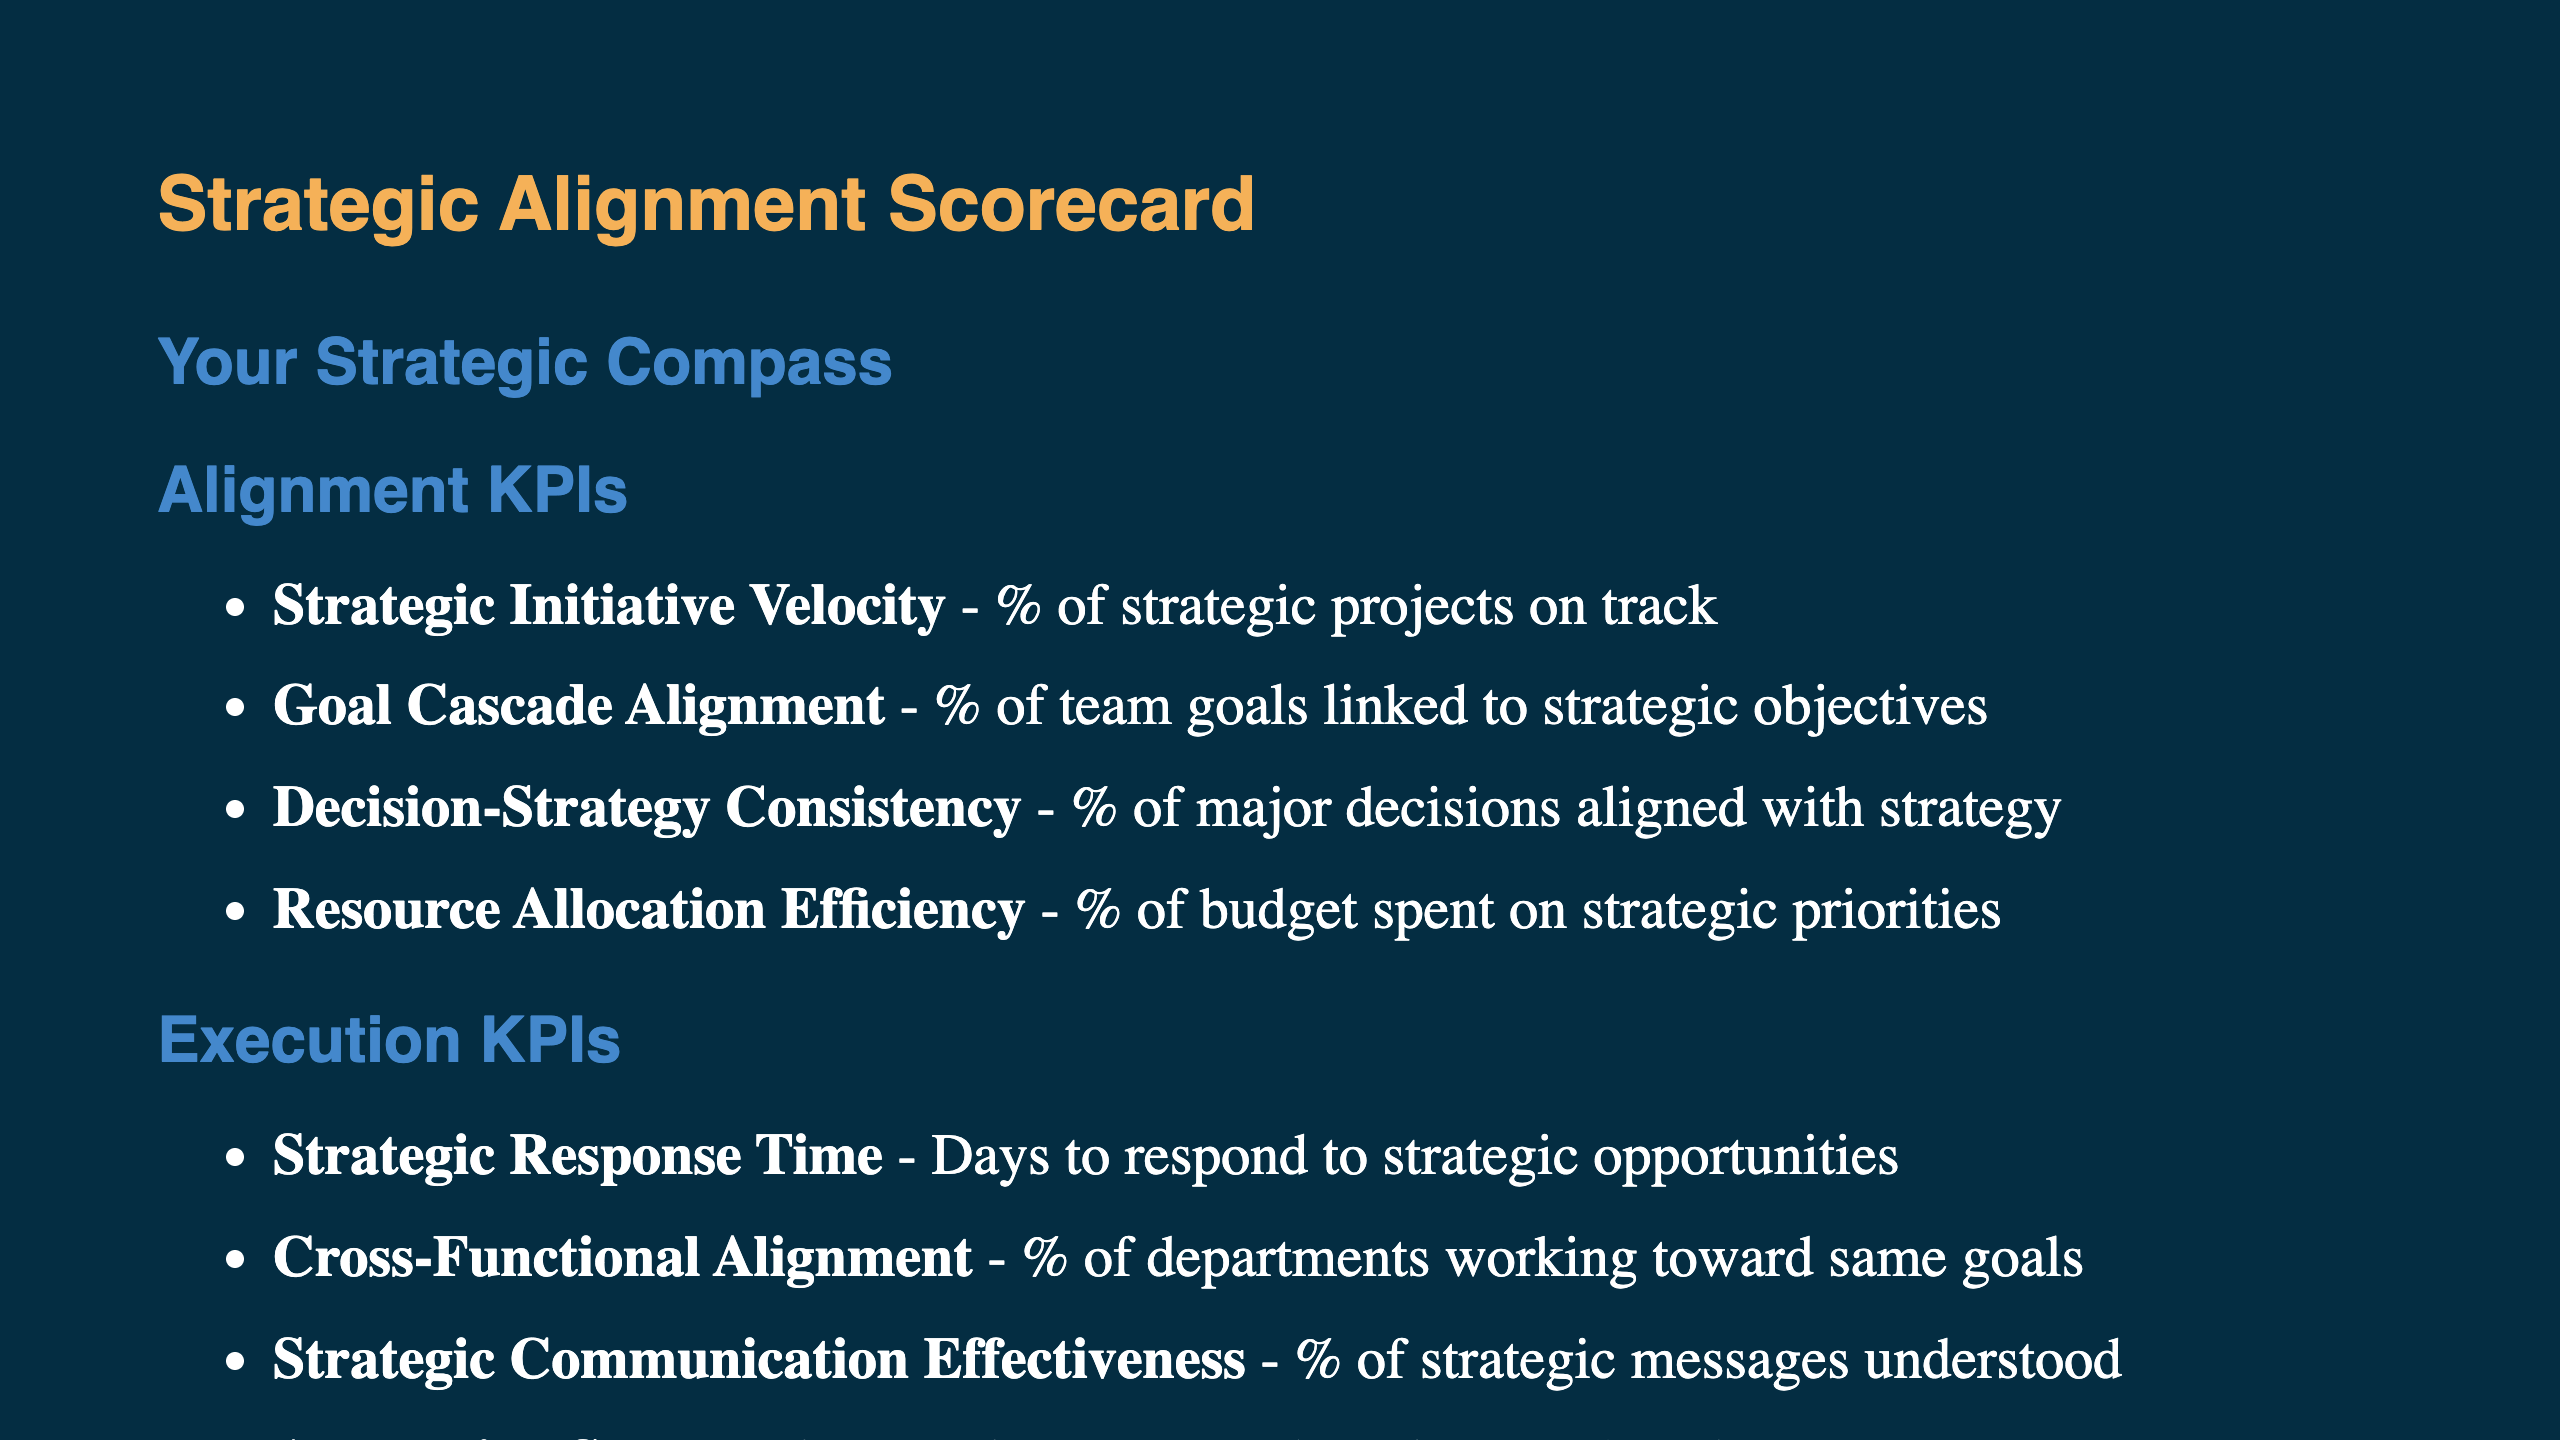 Strategic Alignment Scorecard
Your Strategic Compass
Alignment KPIs
• Strategic Initiative Velocity - % of strategic projects on track
• Goal Cascade Alignment - % of team goals linked to strategic objectives
• Decision-Strategy Consistency - % of major decisions aligned with strategy
• Resource Allocation Efficiency - % of budget spent on strategic priorities
Execution KPIs
• Strategic Response Time - Days to respond to strategic opportunities
• Cross-Functional Alignment - % of departments working toward same goals
• Strategic Communication Effectiveness - % of strategic messages understood